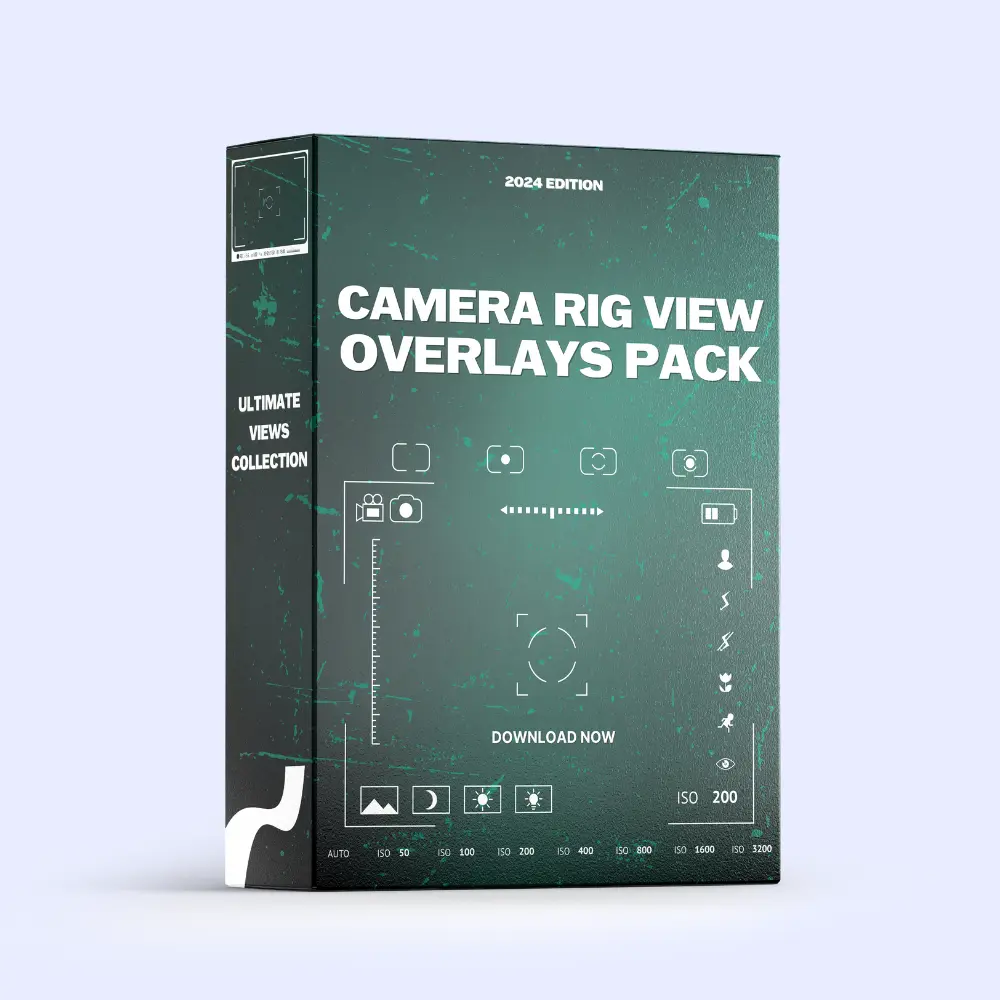 2024 EDITION
CAMERA RIG VIEW
OVERLAYS PACK
ULTIMATE
VIEWS
COLLECTION
DOWNLOAD NOW
ISO 200
AUTO ISO 50 ISO 100 ISO 200 ISO 400 ISO 800 ISO 1600 ISO 3200